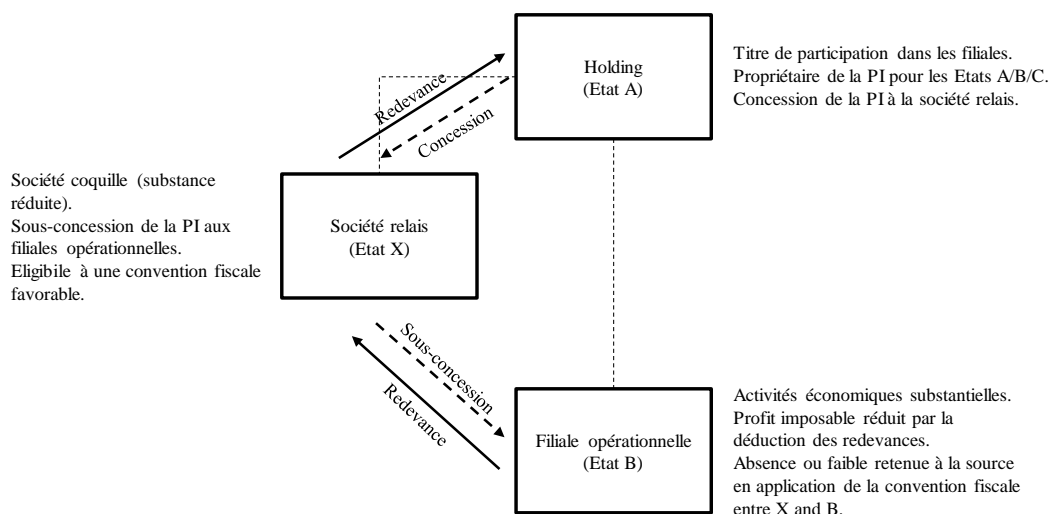 Holding
(Etat A)
Titre de participation dans les filiales.
Propriétaire de la PI pour les Etats A/B/C.
Concession de la PI à la société relais.
Redevance
Concession
Société coquille (substance
réduite).
Sous-concession de la PI aux
filiales opérationnelles.
Eligibile à une convention fiscale
favorable.
Société relais
(Etat X)
Sous-concession
Redevance
Filiale opérationnelle
(Etat B)
Activités économiques substantielles.
Profit imposable réduit par la
déduction des redevances.
Absence ou faible retenue à la source
en application de la convention fiscale
entre X and B.